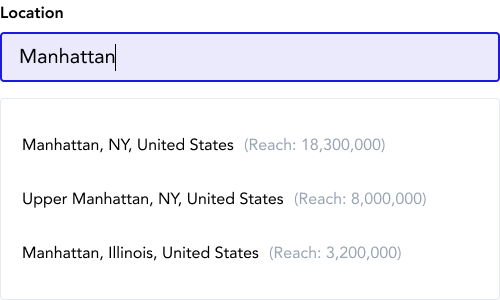 Location
Manhattan
Manhattan, NY, United States (Reach: 18,300,000)
Upper Manhattan, NY, United States (Reach: 8,000,000)
Manhattan, Illinois, United States (Reach: 3,200,000)